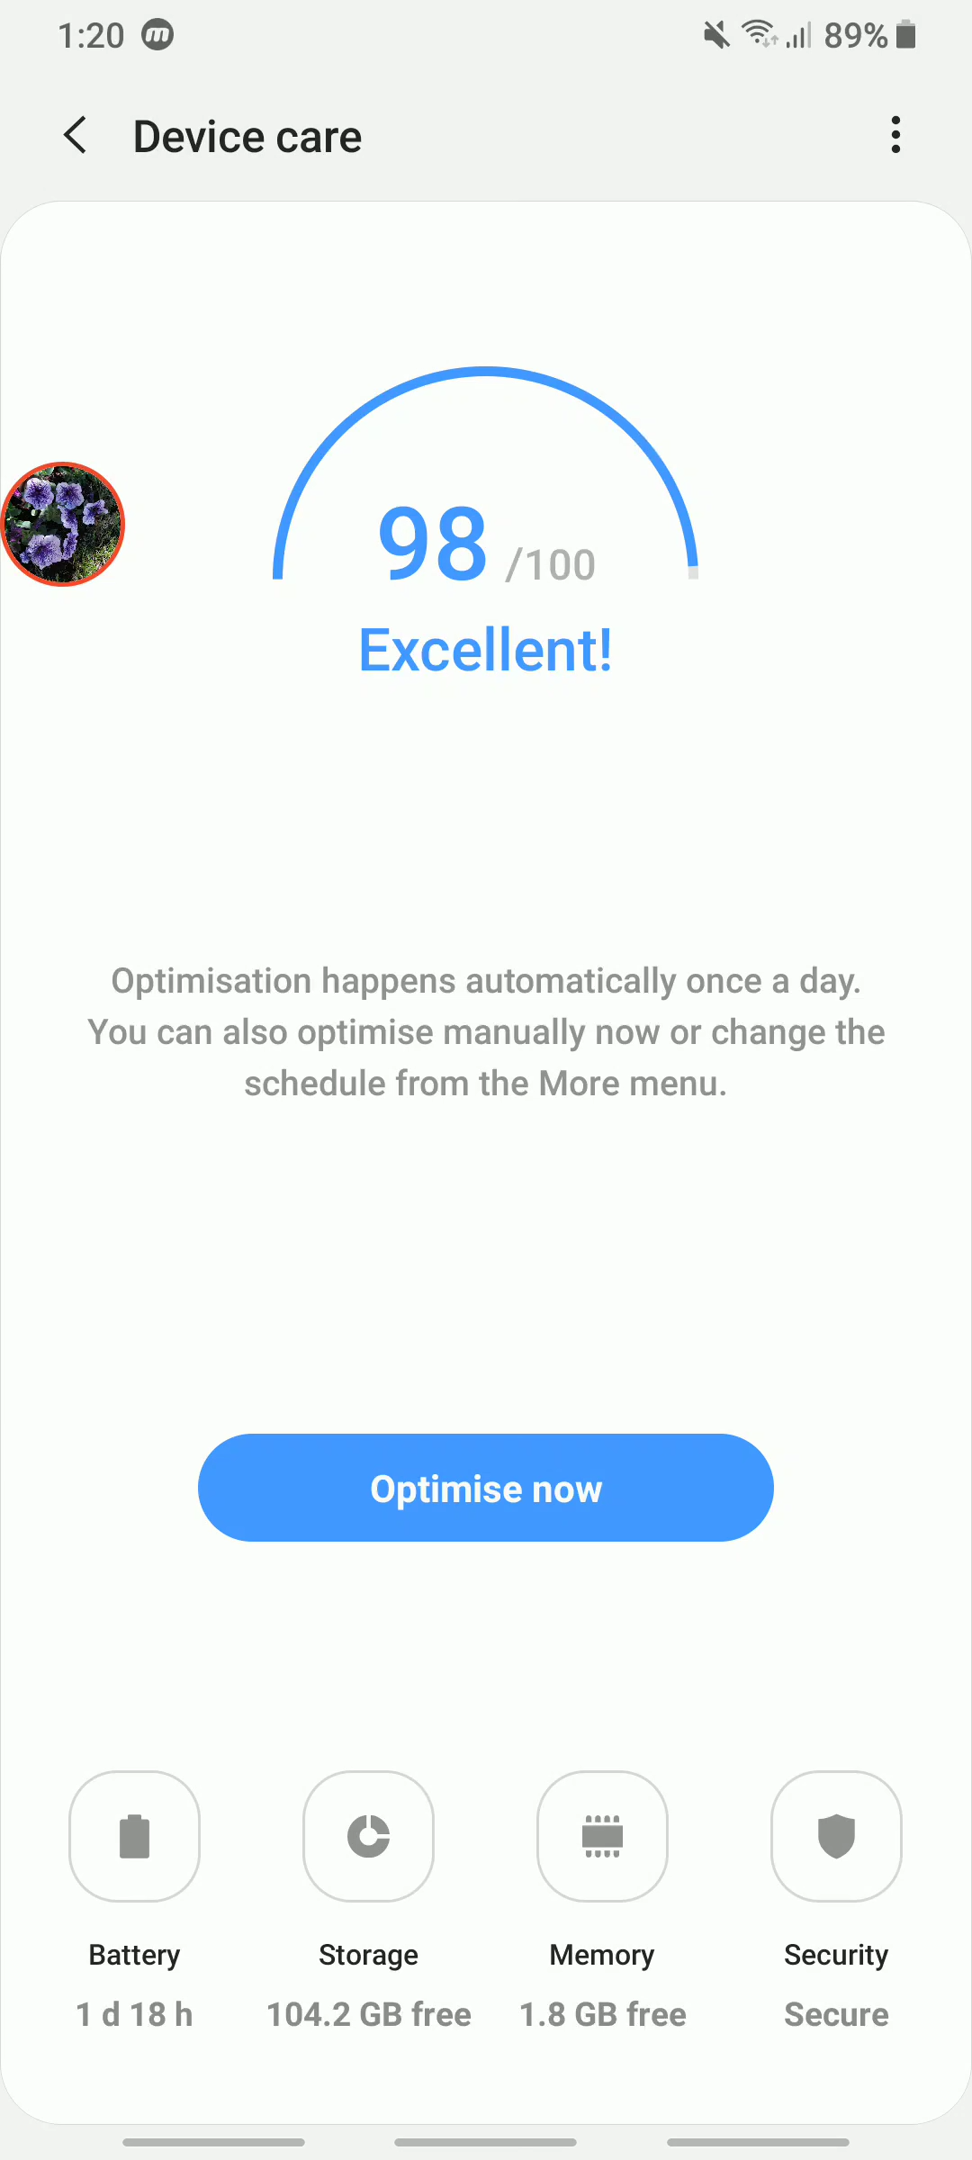 1:20 m 89%
Device care
98 /100
Excellent!
Optimisation happens automatically once a day.
You can also optimise manually now or change the
schedule from the More menu.
Optimise now
Battery Storage Memory Security
1 d 18 h 104.2 GB free 1.8 GB free Secure